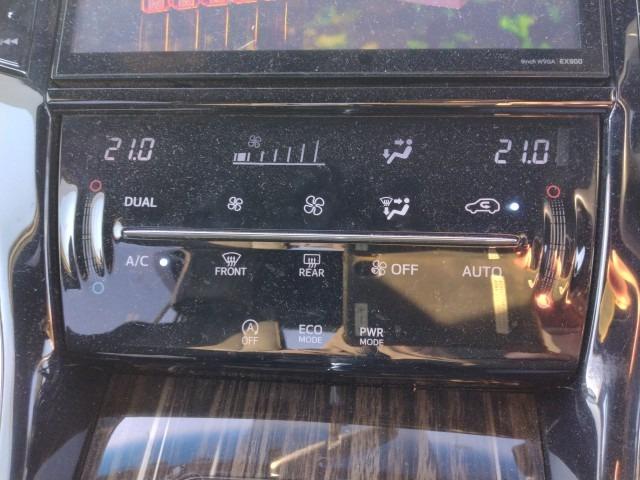 9inch WVGA EX900
21.0 21.0
DUAL
A/C FRONT REAR OFF AUTO
A OFF ECO MODE PWR MODE